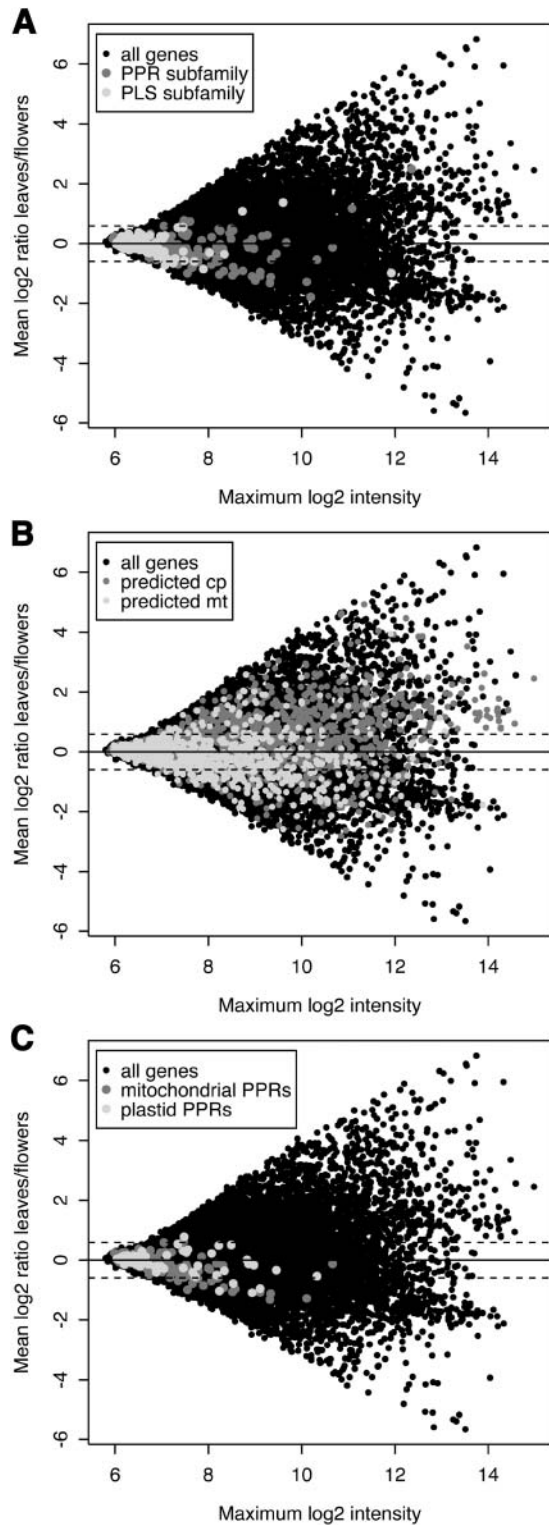 A
all genes
PPR subfamily
PLS subfamily
Mean log2 ratio leaves/flowers
6
4
2
0
-2
-4
-6
6 8 10 12 14
Maximum log2 intensity
B
all genes
predicted cp
predicted mt
Mean log2 ratio leaves/flowers
6
4
2
0
-2
-4
-6
6 8 10 12 14
Maximum log2 intensity
C
all genes
mitochondrial PPRs
plastid PPRs
Mean log2 ratio leaves/flowers
6
4
2
0
-2
-4
-6
6 8 10 12 14
Maximum log2 intensity